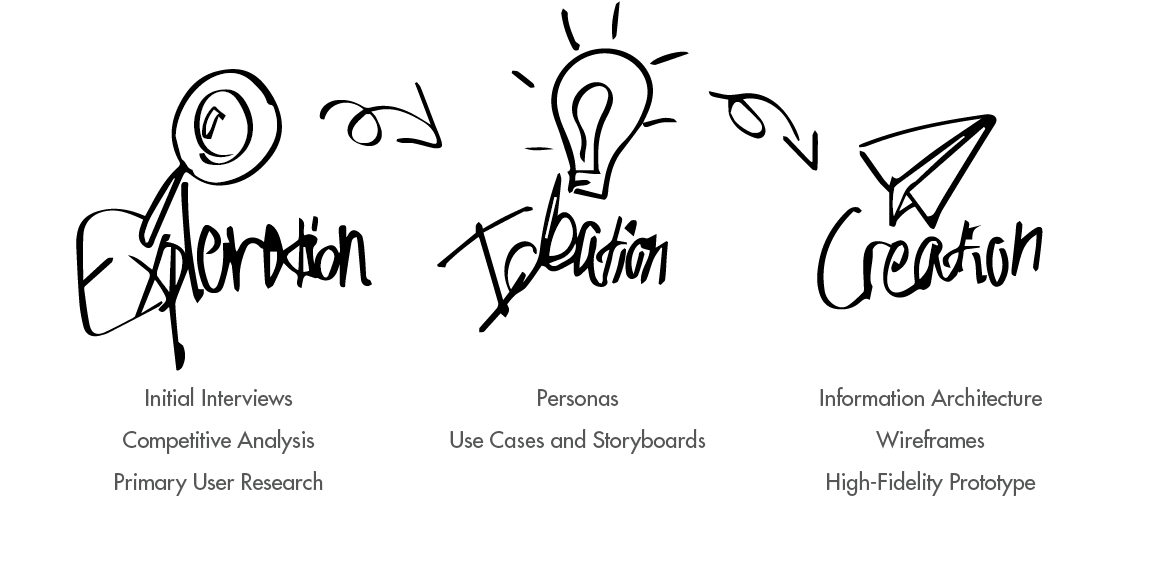 Exploration
Ideation
Creation
Initial Interviews
Competitive Analysis
Primary User Research
Personas
Use Cases and Storyboards
Information Architecture
Wireframes
High-Fidelity Prototype